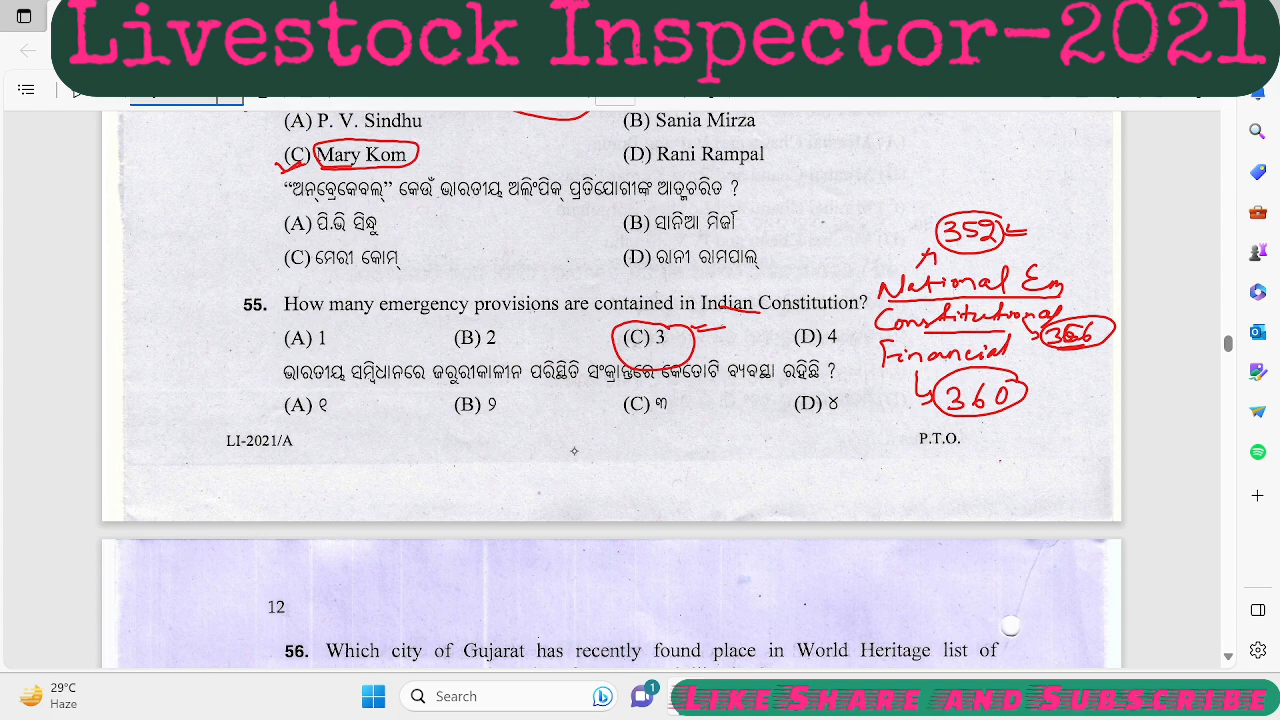 Livestock Inspector-2021
(A) P. V. Sindhu (B) Sania Mirza
(C) Mary Kom (D) Rani Rampal
“ଅନ୍‌ବ୍ରେକେବଲ୍” କେଉଁ ଭାରତୀୟ ଅଲିଂପିକ୍ ପ୍ରତିଯୋଗୀଙ୍କ ଆତ୍ମଚରିତ ?
(A) ପି.ଭି ସିନ୍ଧୁ (B) ସାନିଆ ମିର୍ଜା
(C) ମେରୀ କୋମ୍ (D) ରାନୀ ରାମପାଲ୍
352
National Em
55. How many emergency provisions are contained in Indian Constitution?
Constitutional
356
(A) 1 (B) 2 (C) 3 (D) 4
Financial
ଭାରତୀୟ ସମ୍ବିଧାନରେ ଜରୁରୀକାଳୀନ ପରିସ୍ଥିତି ସଂକ୍ରାନ୍ତରେ କେତୋଟି ବ୍ୟବସ୍ଥା ରହଛି ?
360
(A) ୧ (B) ୨ (C) ୩ (D) ୪
LI-2021/A P.T.O.
12
56. Which city of Gujarat has recently found place in World Heritage list of
29°C
Haze
Search
1
Like Share and Subscribe